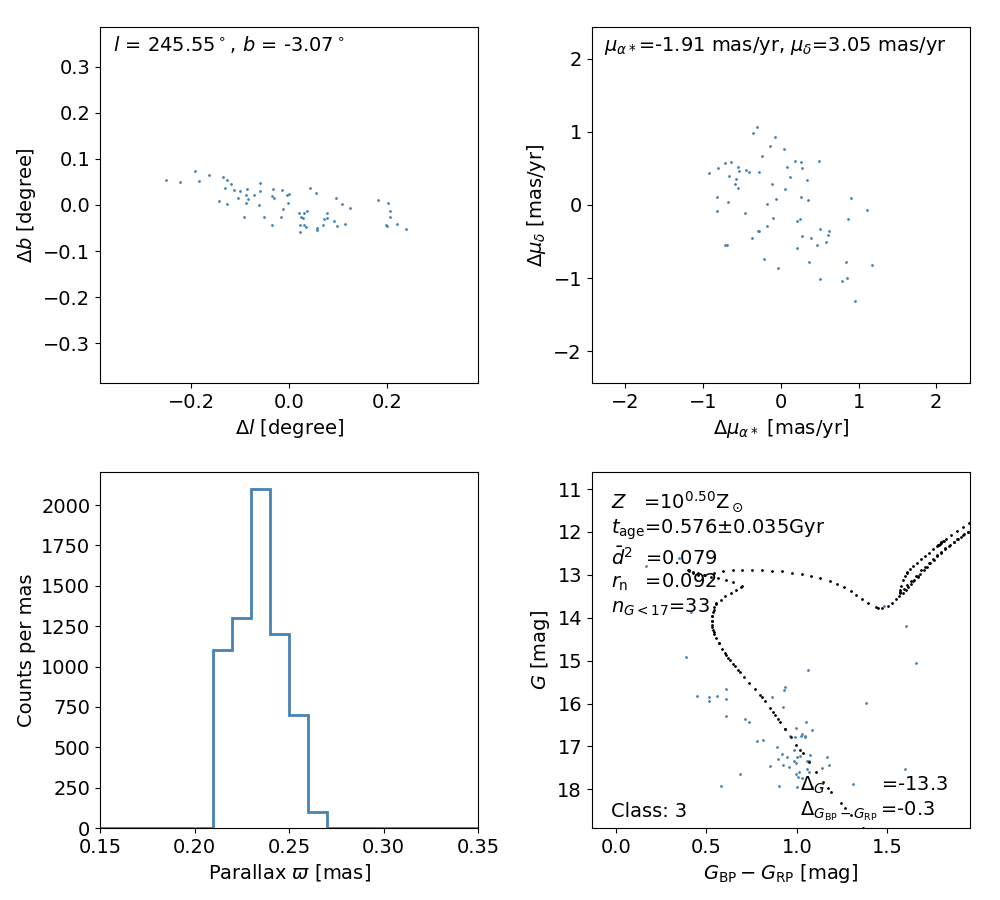 l = 245.55°, b = -3.07°
0.3
0.2
0.1
0.0
−0.1
−0.2
−0.3
Δb [degree]
−0.2 0.0 0.2
Δl [degree]
μα*=-1.91 mas/yr, μδ=3.05 mas/yr
2
1
0
−1
−2
Δμδ [mas/yr]
−2 −1 0 1 2
Δμα* [mas/yr]
2000
1750
1500
1250
1000
750
500
250
0
Counts per mas
0.15 0.20 0.25 0.30 0.35
Parallax ϖ [mas]
Z =10^0.50 Z⊙
t_age=0.576±0.035Gyr
d̄² =0.079
r_n =0.092
n_G<17=33
11
12
13
14
15
16
17
18
G [mag]
Δ_G =-13.3
Δ_GBP−GRP =-0.3
Class: 3
0.0 0.5 1.0 1.5
G_BP − G_RP [mag]